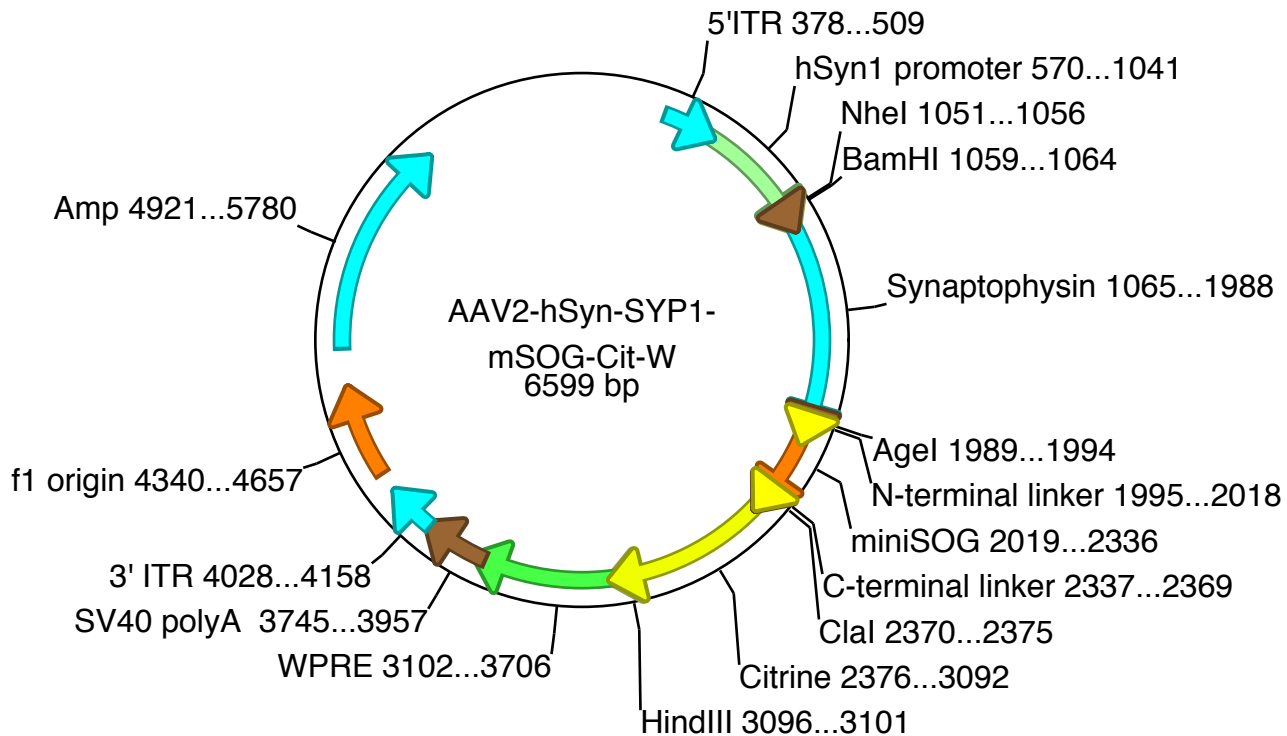 5'ITR 378...509
hSyn1 promoter 570...1041
NheI 1051...1056
BamHI 1059...1064
Amp 4921...5780
Synaptophysin 1065...1988
AAV2-hSyn-SYP1-
mSOG-Cit-W
6599 bp
AgeI 1989...1994
f1 origin 4340...4657
N-terminal linker 1995...2018
miniSOG 2019...2336
3' ITR 4028...4158
C-terminal linker 2337...2369
SV40 polyA  3745...3957
ClaI 2370...2375
WPRE 3102...3706
Citrine 2376...3092
HindIII 3096...3101